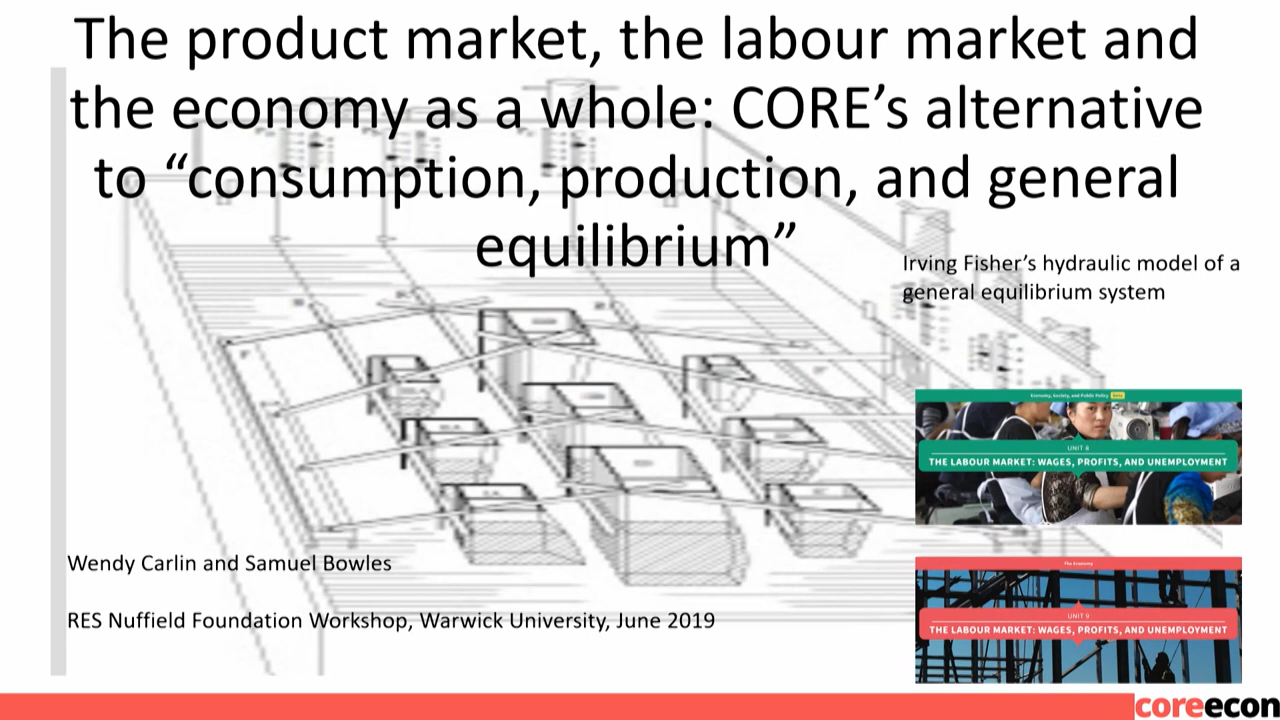 The product market, the labour market and
the economy as a whole: CORE’s alternative
to “consumption, production, and general
equilibrium”
Irving Fisher’s hydraulic model of a
general equilibrium system
Economy, Society, and Public Policy
UNIT 8
THE LABOUR MARKET: WAGES, PROFITS, AND UNEMPLOYMENT
Wendy Carlin and Samuel Bowles
The Economy
UNIT 9
THE LABOUR MARKET: WAGES, PROFITS, AND UNEMPLOYMENT
RES Nuffield Foundation Workshop, Warwick University, June 2019
coreecon